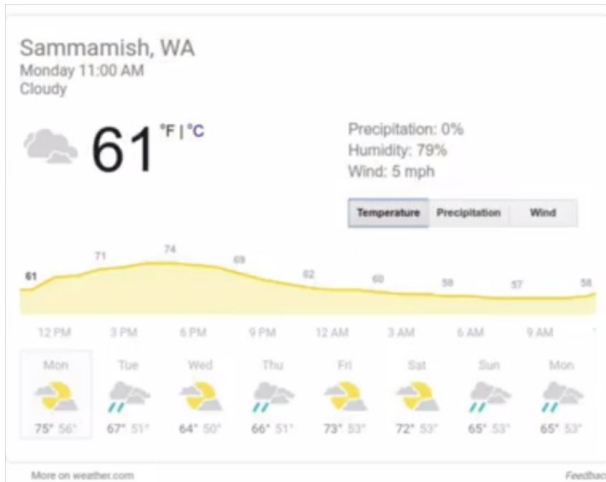 Sammamish, WA
Monday 11:00 AM
Cloudy
61 °F | °C
Precipitation: 0%
Humidity: 79%
Wind: 5 mph
Temperature Precipitation Wind
61 71 74 69 62 60 58 57 58
12 PM 3 PM 6 PM 9 PM 12 AM 3 AM 6 AM 9 AM
Mon Tue Wed Thu Fri Sat Sun Mon
75° 56° 67° 51° 64° 50° 66° 51° 73° 53° 72° 53° 65° 53° 65° 53°
More on weather.com Feedback